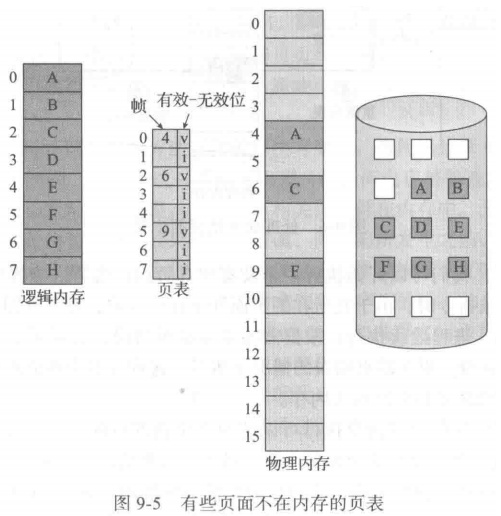 0 A
1 B
2 C
3 D
4 E
5 F
6 G
7 H
逻辑内存
帧 有效-无效位
0 4 v
1 i
2 6 v
3 i
4 i
5 9 v
6 i
7 i
页表
0
1
2
3
4 A
5
6 C
7
8
9 F
10
11
12
13
14
15
物理内存
A B
C D E
F G H
图 9-5 有些页面不在内存的页表